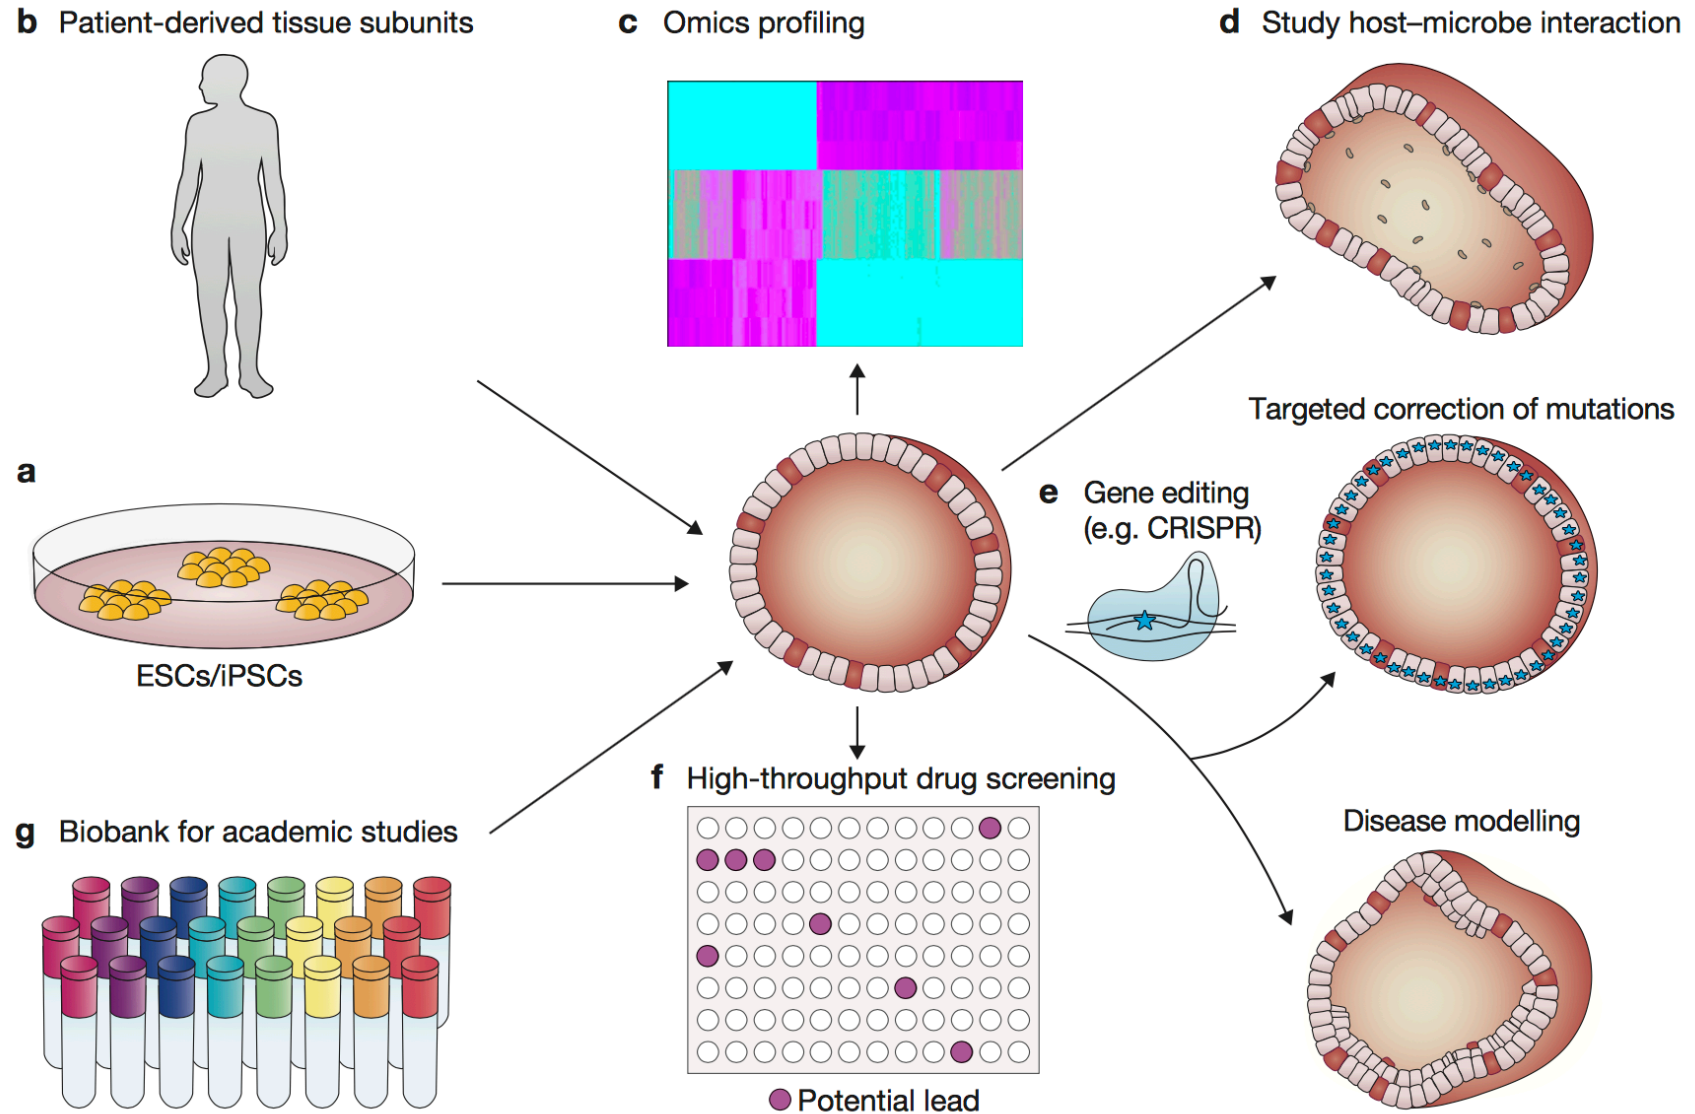 b Patient-derived tissue subunits
c Omics profiling
d Study host–microbe interaction
Targeted correction of mutations
a
e Gene editing
(e.g. CRISPR)
ESCs/iPSCs
f High-throughput drug screening
g Biobank for academic studies
Disease modelling
Potential lead